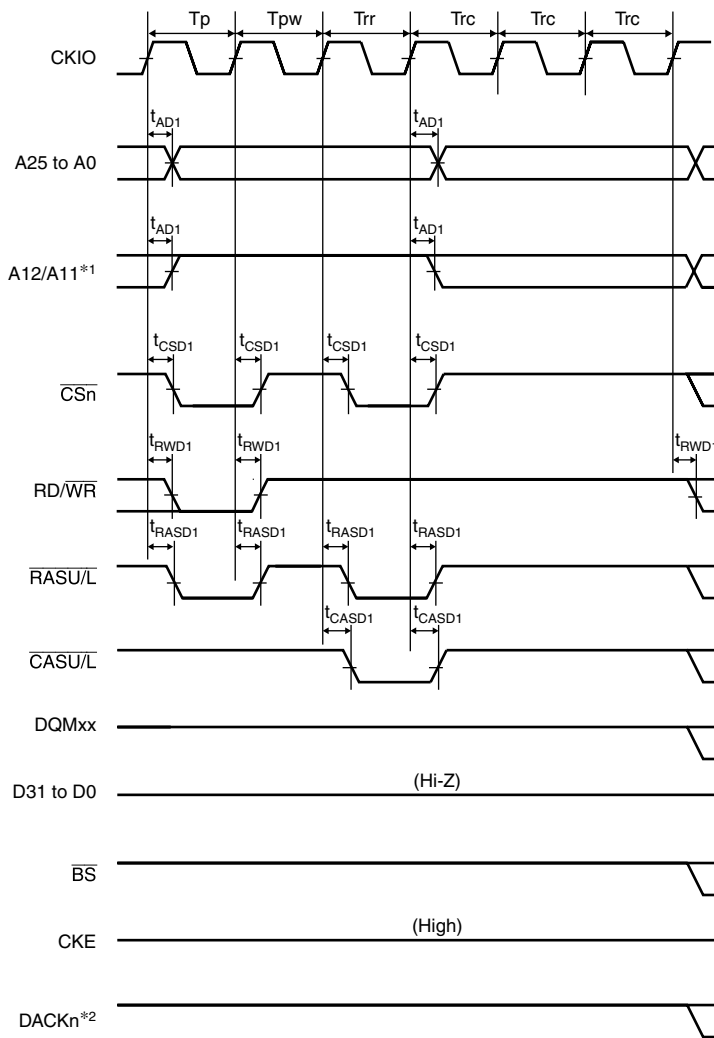 Tp Tpw Trr Trc Trc Trc
CKIO
tAD1 tAD1
A25 to A0
tAD1 tAD1
A12/A11*1
tCSD1 tCSD1 tCSD1 tCSD1
CSn
tRWD1 tRWD1 tRWD1
RD/WR
tRASD1 tRASD1 tRASD1 tRASD1
RASU/L
tCASD1 tCASD1
CASU/L
DQMxx
(Hi-Z)
D31 to D0
BS
(High)
CKE
DACKn*2